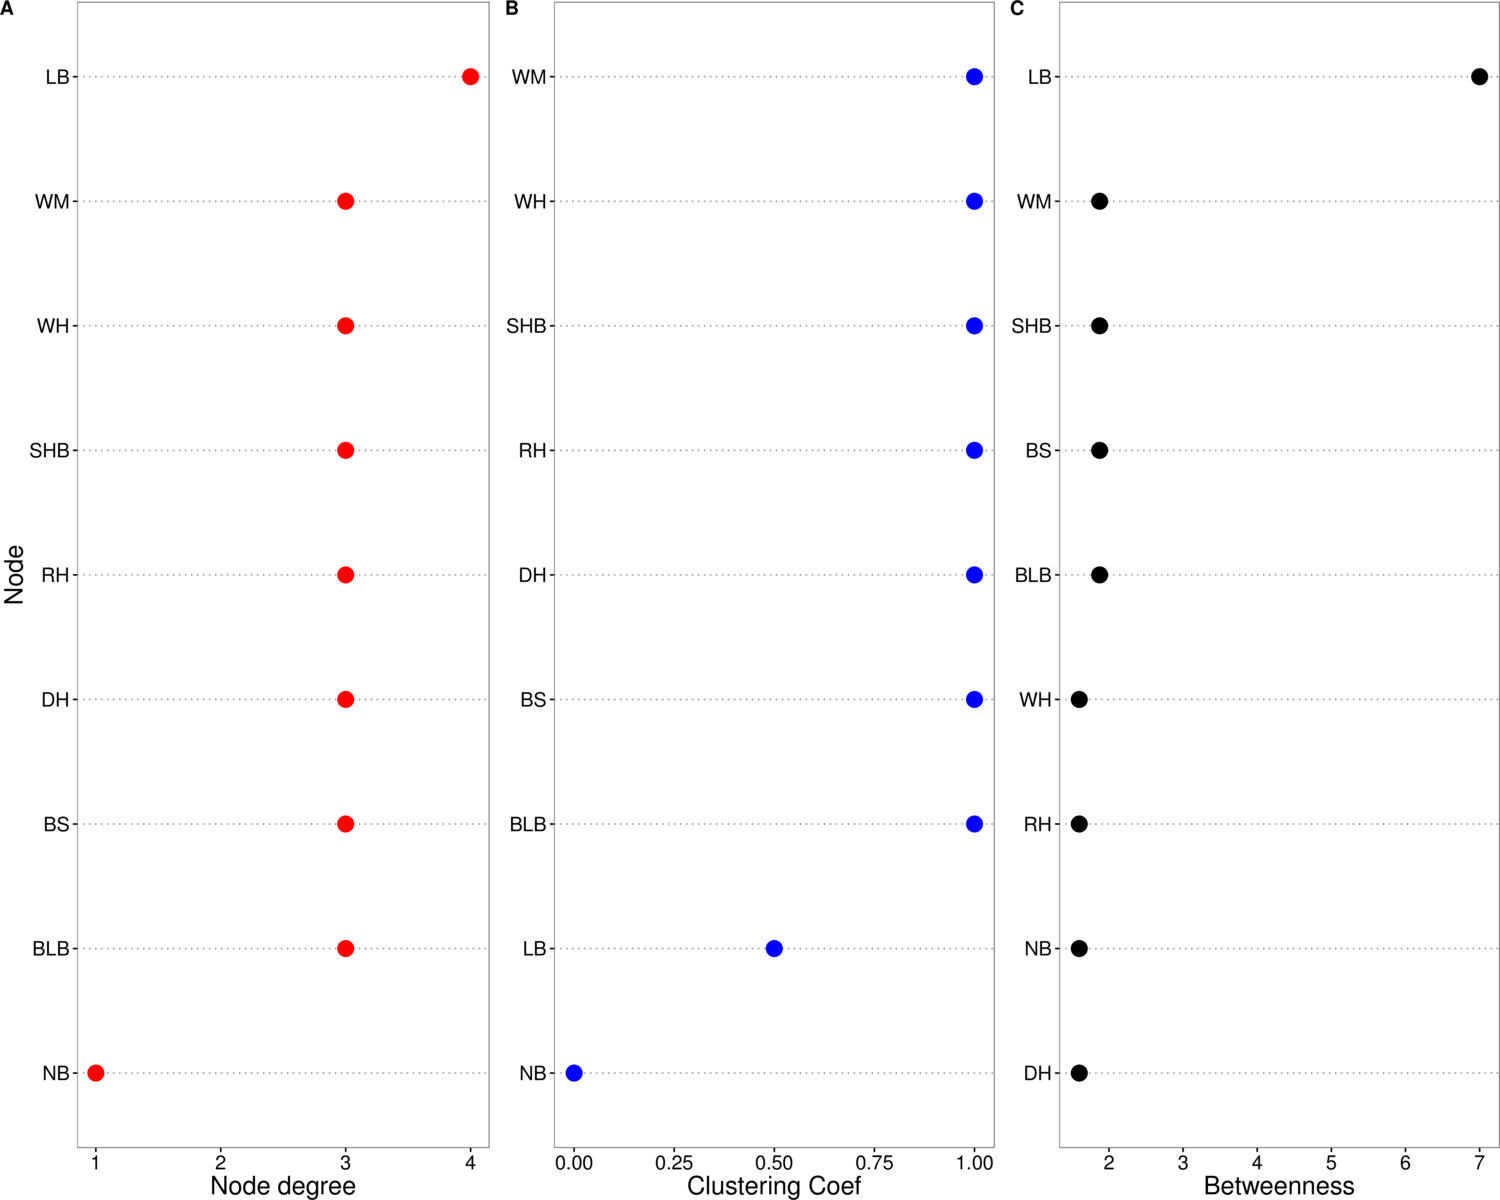 A
LB
WM
WH
SHB
RH
DH
BS
BLB
NB
Node
1 2 3 4
Node degree
B
WM
WH
SHB
RH
DH
BS
BLB
LB
NB
0.00 0.25 0.50 0.75 1.00
Clustering Coef
C
LB
WM
SHB
BS
BLB
WH
RH
NB
DH
2 3 4 5 6 7
Betweenness